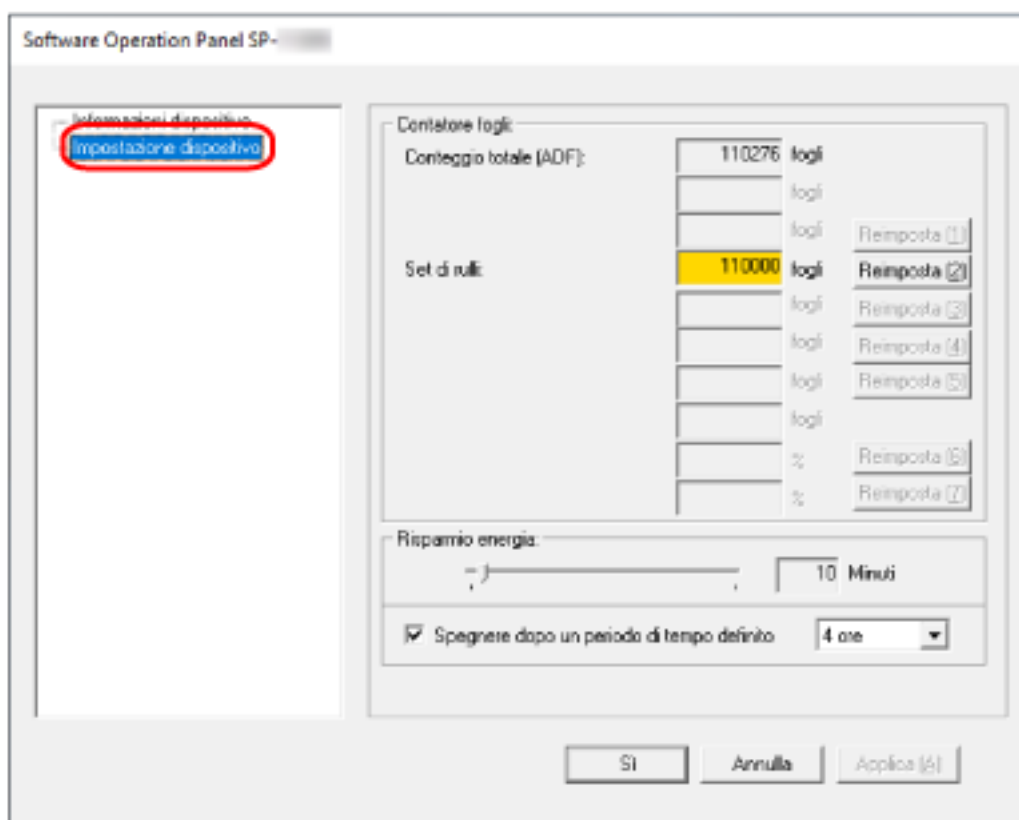 Software Operation Panel SP-
Informazioni dispositivo
Impostazione dispositivo
Contatore fogli:
Conteggio totale (ADF): 110276 fogli
fogli
fogli Reimposta (1)
Set di rulli: 110000 fogli Reimposta (2)
fogli Reimposta (3)
fogli Reimposta (4)
fogli Reimposta (5)
fogli
% Reimposta (6)
% Reimposta (7)
Risparmio energia:
10 Minuti
Spegnere dopo un periodo di tempo definito 4 ore
Sì Annulla Applica (A)